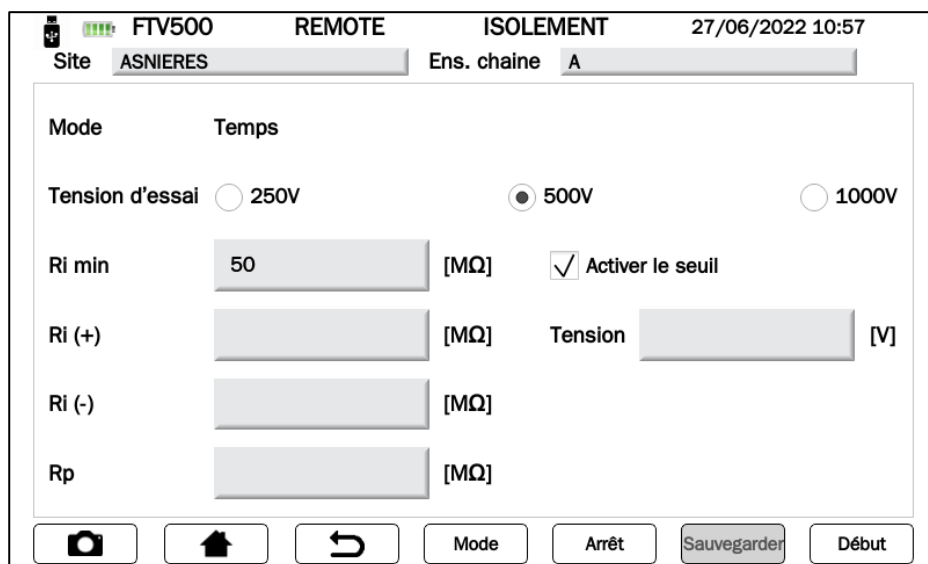 FTV500 REMOTE ISOLEMENT 27/06/2022 10:57
Site ASNIERES Ens. chaine A
Mode Temps
Tension d'essai 250V 500V 1000V
Ri min 50 [MΩ] Activer le seuil
Ri (+) [MΩ] Tension [V]
Ri (-) [MΩ]
Rp [MΩ]
Mode Arrêt Sauvegarder Début